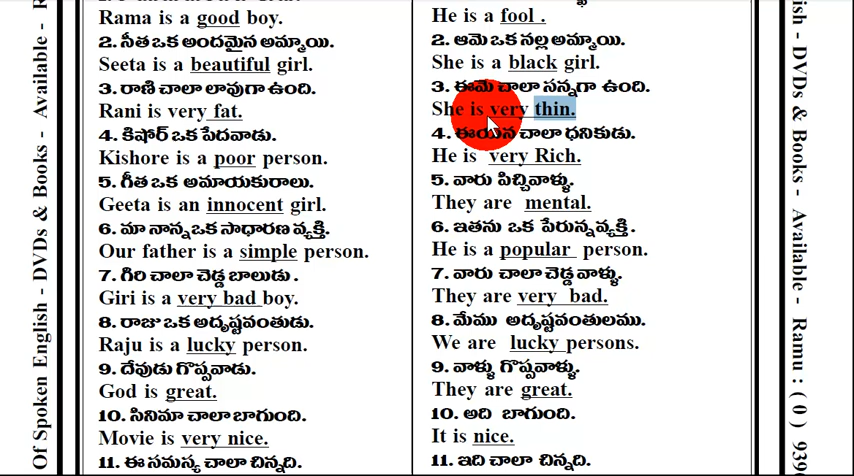 Of Spoken English - DVDs & Books - Available -
Rama is a good boy.
2. సీత ఒక అందమైన అమ్మాయి.
Seeta is a beautiful girl.
3. రాణి చాలా లావుగా ఉంది.
Rani is very fat.
4. కిషోర్ ఒక పేదవాడు.
Kishore is a poor person.
5. గీత ఒక అమాయకురాలు.
Geeta is an innocent girl.
6. మా నాన్న ఒక సాధారణ వ్యక్తి.
Our father is a simple person.
7. గిరి చాలా చెడ్డ బాలుడు .
Giri is a very bad boy.
8. రాజు ఒక అదృష్టవంతుడు.
Raju is a lucky person.
9. దేవుడు గొప్పవాడు.
God is great.
10. సినిమా చాలా బాగుంది.
Movie is very nice.
11. ఈ సమస్య చాలా చిన్నది.
He is a fool .
2. ఆమె ఒక నల్ల అమ్మాయి.
She is a black girl.
3. ఈమే చాలా సన్నగా ఉంది.
She is very thin.
4. ఈయన చాలా ధనికుడు.
He is very Rich.
5. వారు పిచ్చివాళ్ళు.
They are mental.
6. ఇతను ఒక పేరున్నవ్యక్తి .
He is a popular person.
7. వారు చాలా చెడ్డ వాళ్ళు.
They are very bad.
8. మేము అదృష్టవంతులము.
We are lucky persons.
9. వాళ్ళు గొప్పవాళ్ళు.
They are great.
10. అది బాగుంది.
It is nice.
11. ఇది చాలా చిన్నది.
DVDs & Books - Available - Ramu : ( 0 )